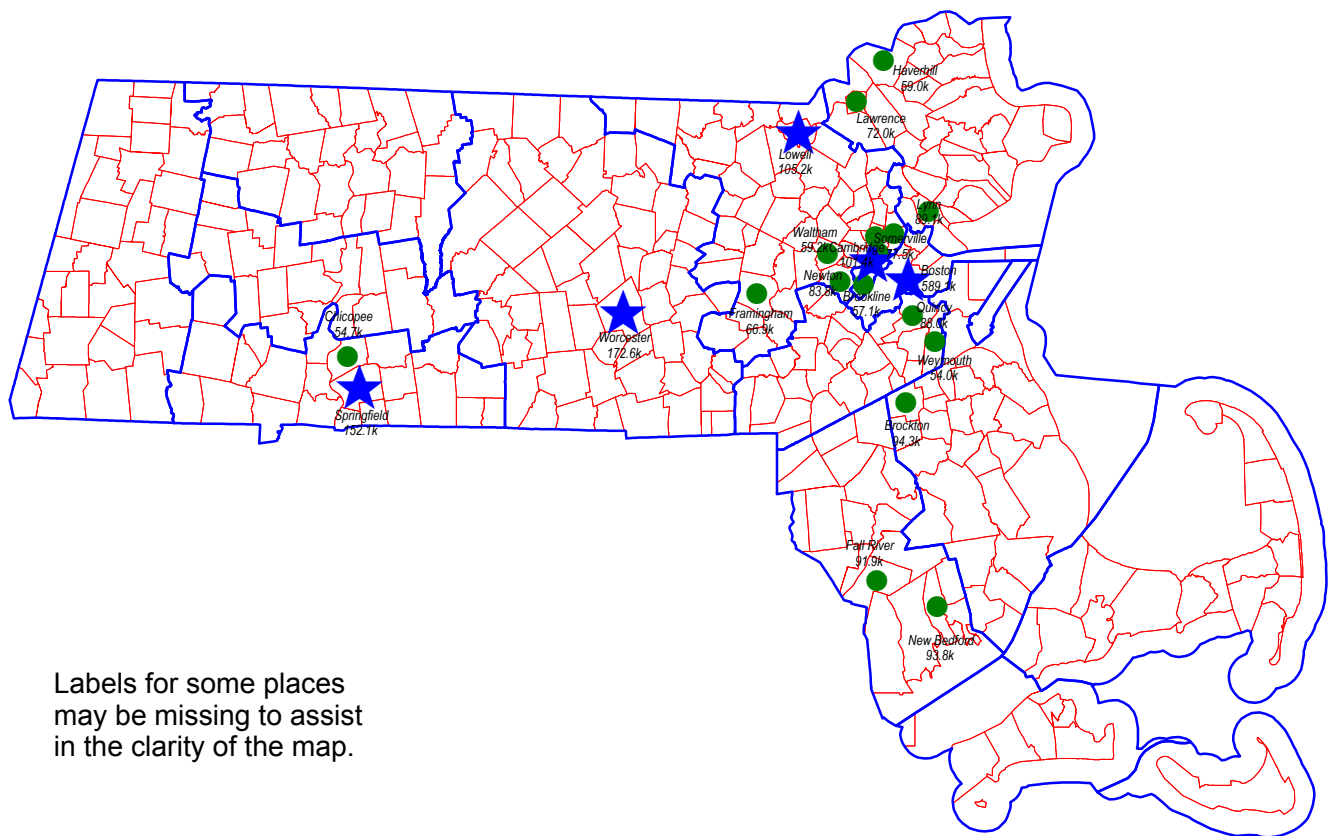 Haverhill
59.0k
Lawrence
72.0k
Lowell
105.2k
Lynn
89.1k
Waltham
59.2k
Cambridge
Somerville
Boston
589.1k
Newton
83.8k
Brookline
57.1k
Quincy
88.0k
Framingham
66.9k
Weymouth
54.0k
Chicopee
54.7k
Worcester
172.6k
Springfield
152.1k
Brockton
94.3k
Fall River
91.9k
New Bedford
93.8k
Labels for some places
may be missing to assist
in the clarity of the map.